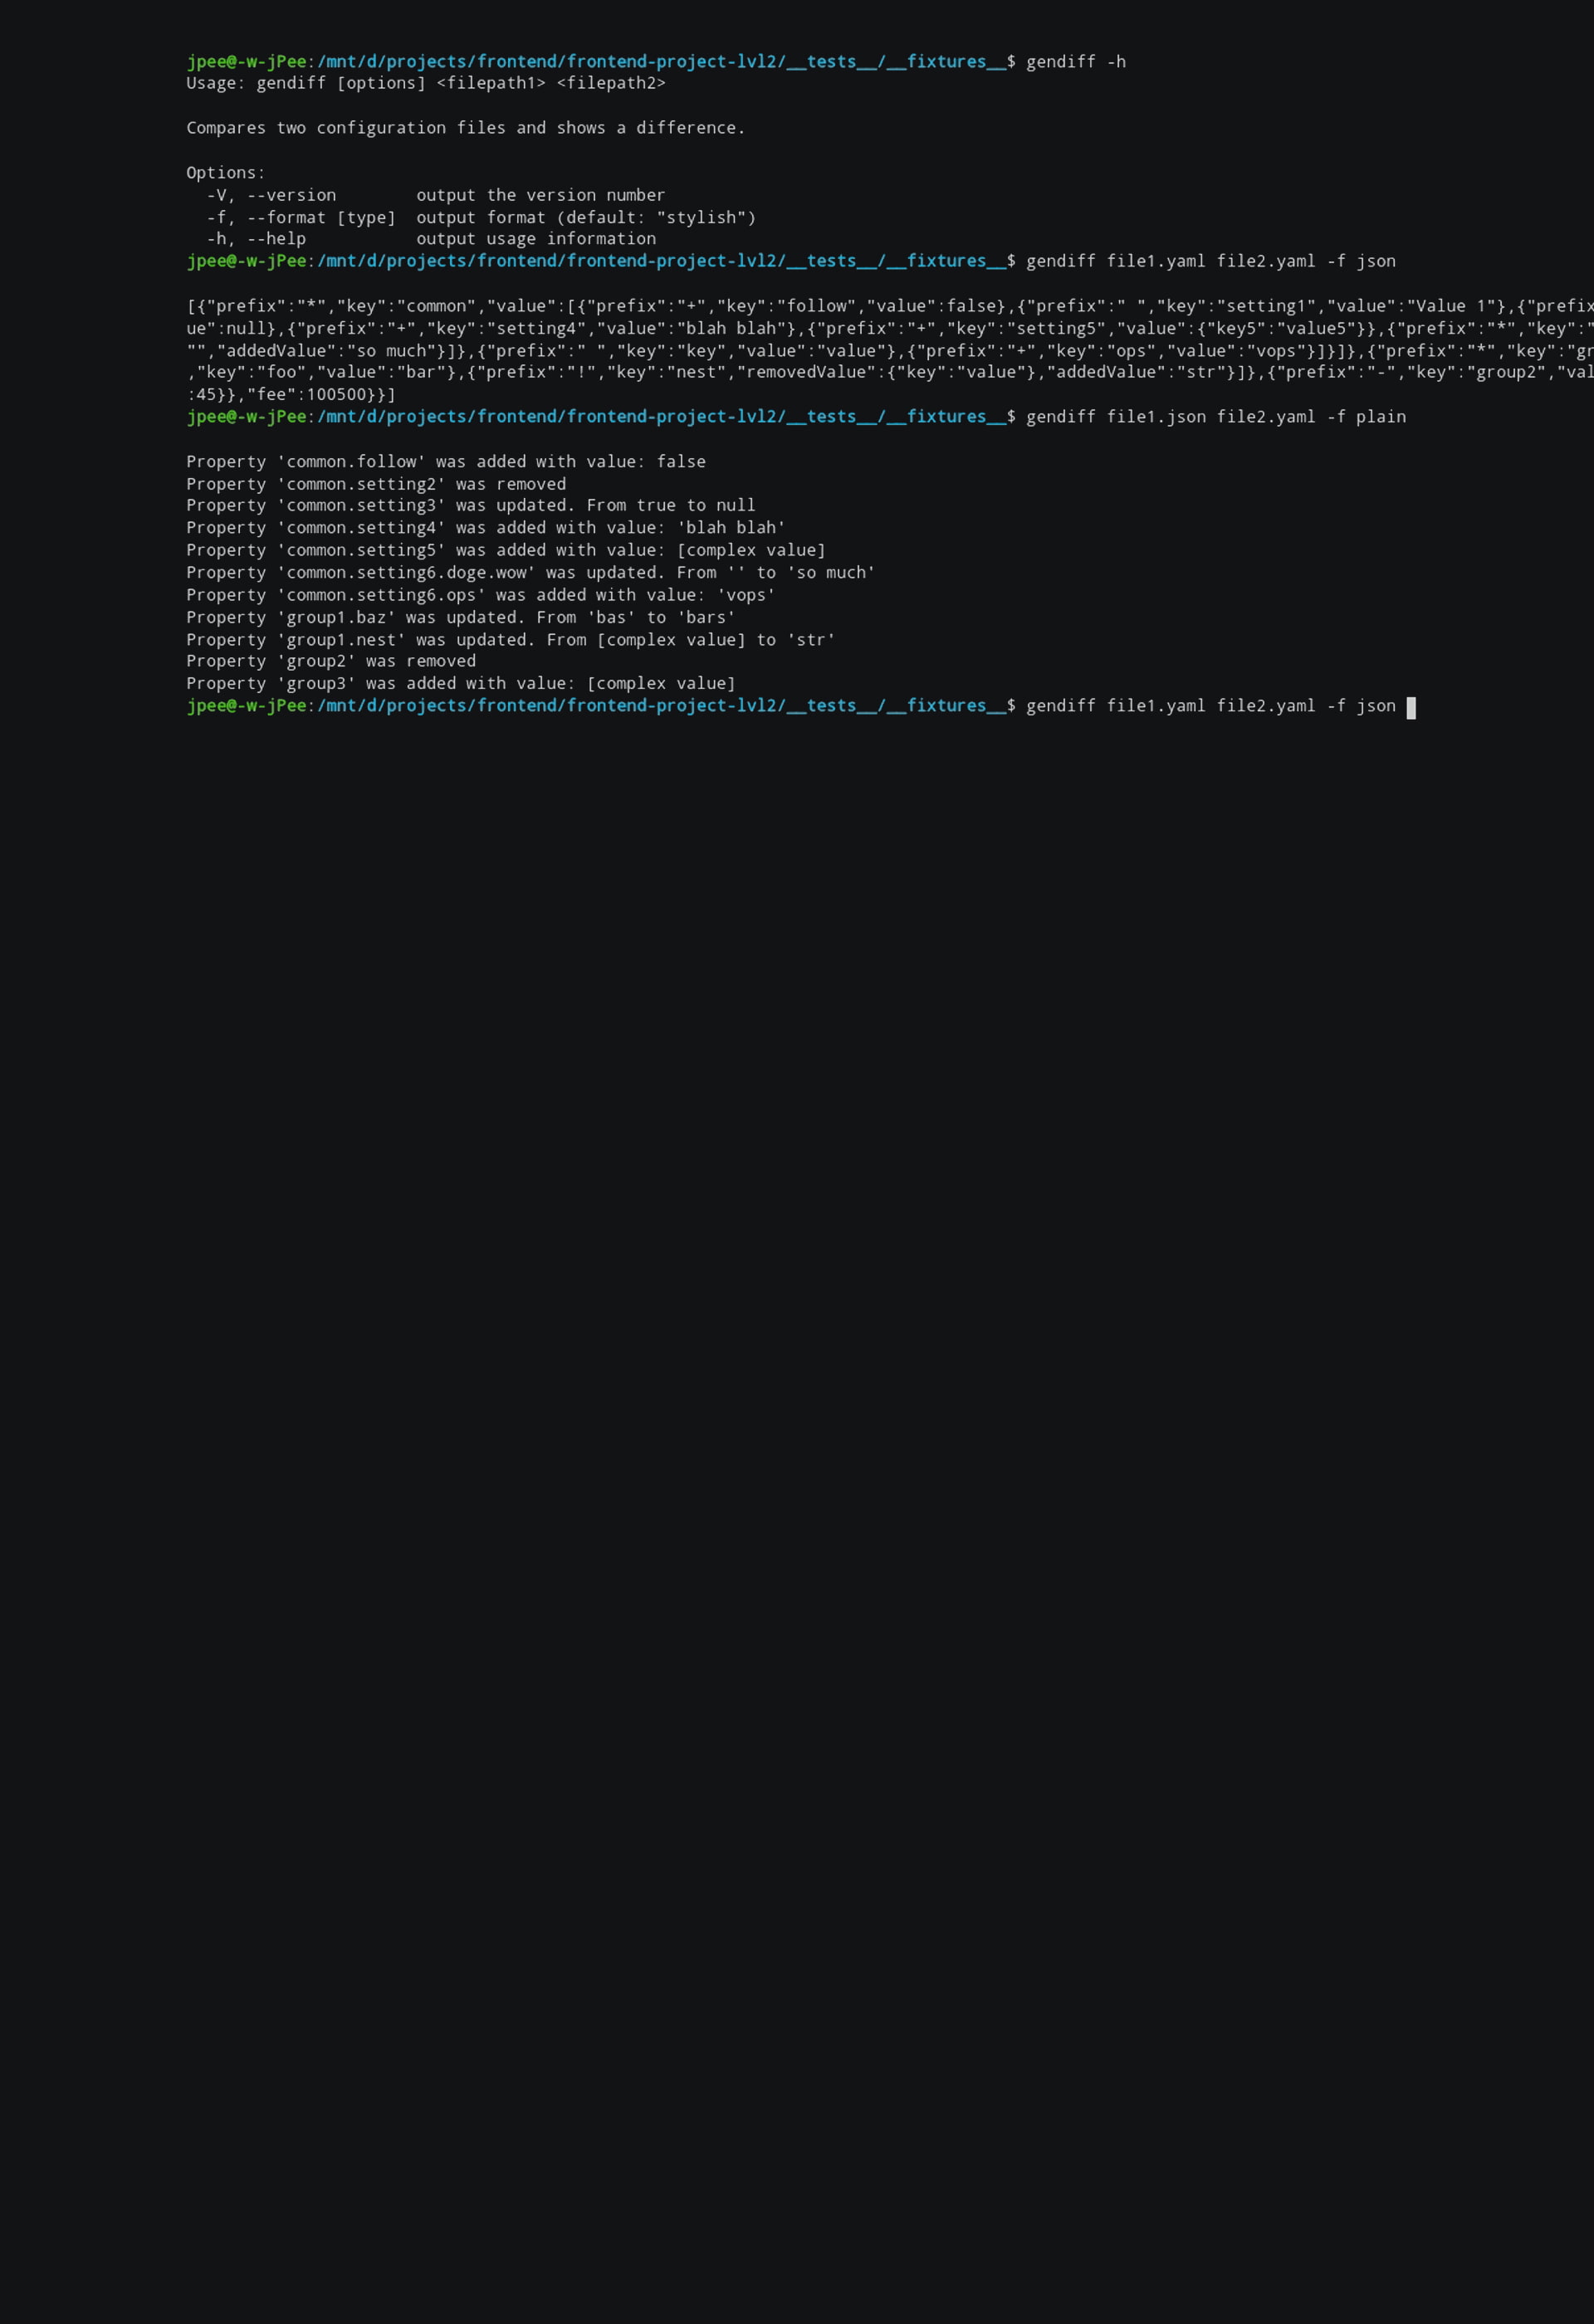 jpee@-w-jPee:/mnt/d/projects/frontend/frontend-project-lvl2/__tests__/__fixtures__$ gendiff -h
Usage: gendiff [options] <filepath1> <filepath2>
Compares two configuration files and shows a difference.
Options:
  -V, --version        output the version number
  -f, --format [type]  output format (default: "stylish")
  -h, --help           output usage information
jpee@-w-jPee:/mnt/d/projects/frontend/frontend-project-lvl2/__tests__/__fixtures__$ gendiff file1.yaml file2.yaml -f json
[{"prefix":"*","key":"common","value":[{"prefix":"+","key":"follow","value":false},{"prefix":" ","key":"setting1","value":"Value 1"},{"prefix
ue":null},{"prefix":"+","key":"setting4","value":"blah blah"},{"prefix":"+","key":"setting5","value":{"key5":"value5"}},{"prefix":"*","key":"
"","addedValue":"so much"}]},{"prefix":" ","key":"key","value":"value"},{"prefix":"+","key":"ops","value":"vops"}]}]},{"prefix":"*","key":"gr
,"key":"foo","value":"bar"},{"prefix":"!","key":"nest","removedValue":{"key":"value"},"addedValue":"str"}]},{"prefix":"-","key":"group2","val
:45}},"fee":100500}}]
jpee@-w-jPee:/mnt/d/projects/frontend/frontend-project-lvl2/__tests__/__fixtures__$ gendiff file1.json file2.yaml -f plain
Property 'common.follow' was added with value: false
Property 'common.setting2' was removed
Property 'common.setting3' was updated. From true to null
Property 'common.setting4' was added with value: 'blah blah'
Property 'common.setting5' was added with value: [complex value]
Property 'common.setting6.doge.wow' was updated. From '' to 'so much'
Property 'common.setting6.ops' was added with value: 'vops'
Property 'group1.baz' was updated. From 'bas' to 'bars'
Property 'group1.nest' was updated. From [complex value] to 'str'
Property 'group2' was removed
Property 'group3' was added with value: [complex value]
jpee@-w-jPee:/mnt/d/projects/frontend/frontend-project-lvl2/__tests__/__fixtures__$ gendiff file1.yaml file2.yaml -f json